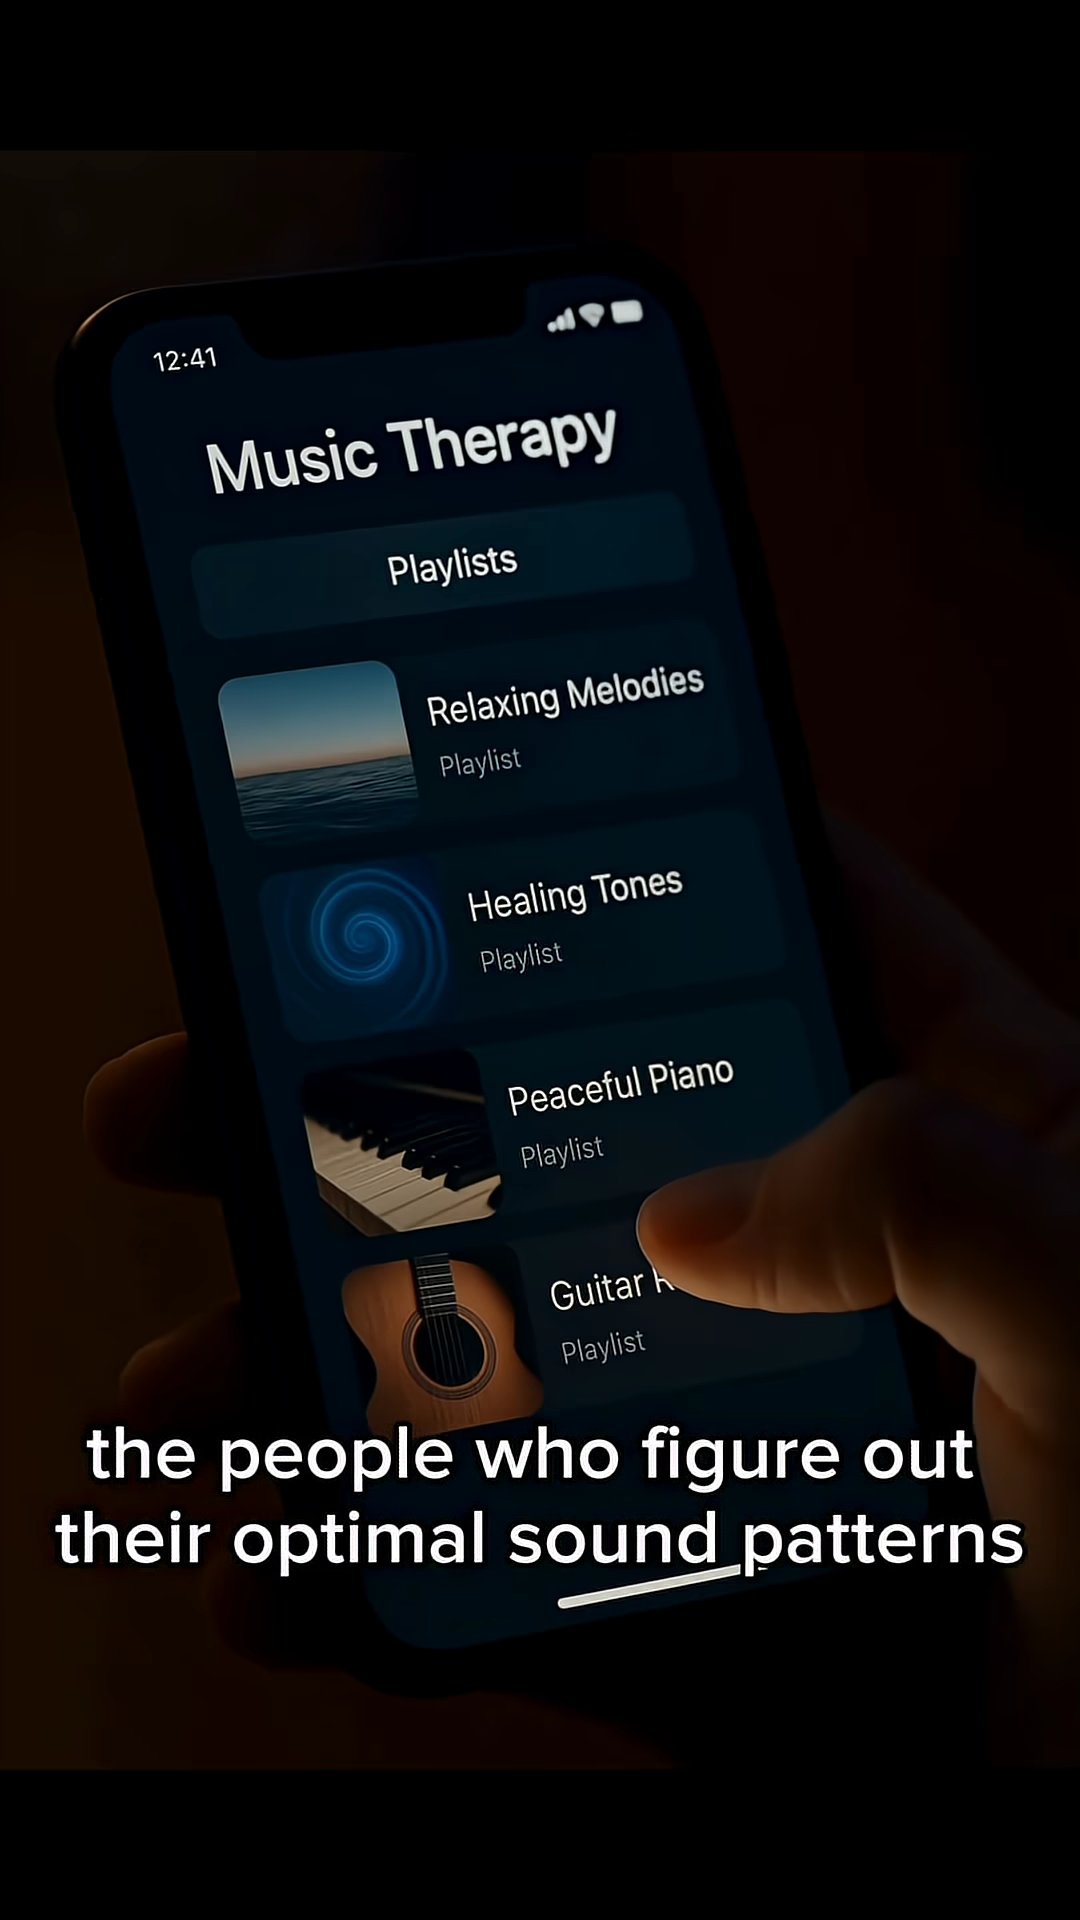 12:41
Music Therapy
Playlists
Relaxing Melodies
Playlist
Healing Tones
Playlist
Peaceful Piano
Playlist
Guitar
Playlist
the people who figure out
their optimal sound patterns